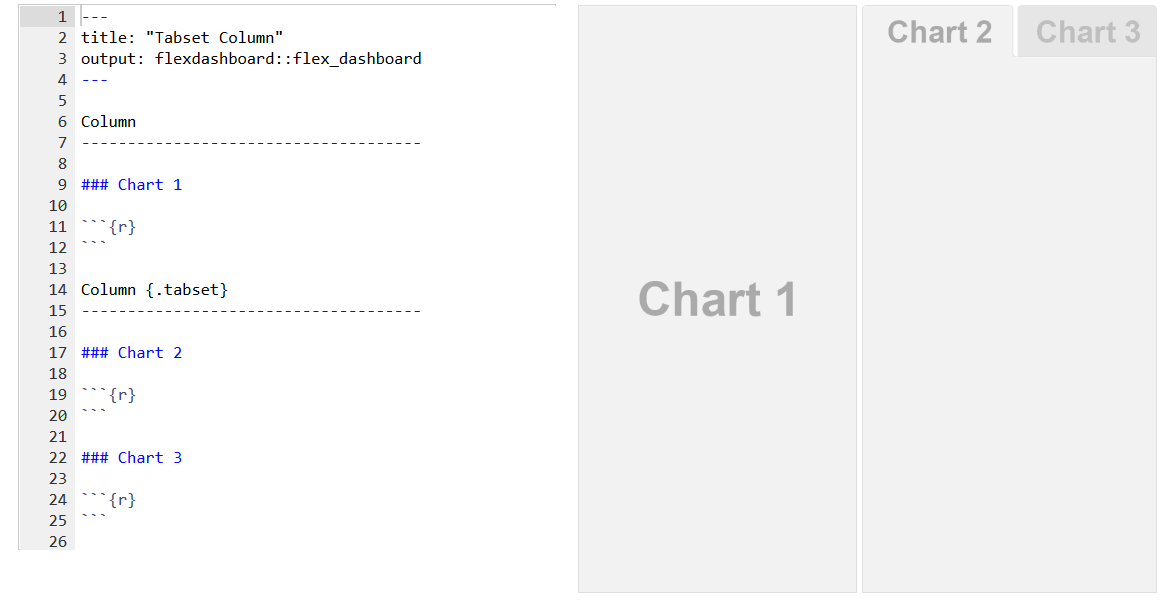 1 ---
2 title: "Tabset Column"
3 output: flexdashboard::flex_dashboard
4 ---
5
6 Column
7 -------------------------------------
8
9 ### Chart 1
10
11 ```{r}
12 ```
13
14 Column {.tabset}
15 -------------------------------------
16
17 ### Chart 2
18
19 ```{r}
20 ```
21
22 ### Chart 3
23
24 ```{r}
25 ```
26
Chart 1
Chart 2
Chart 3